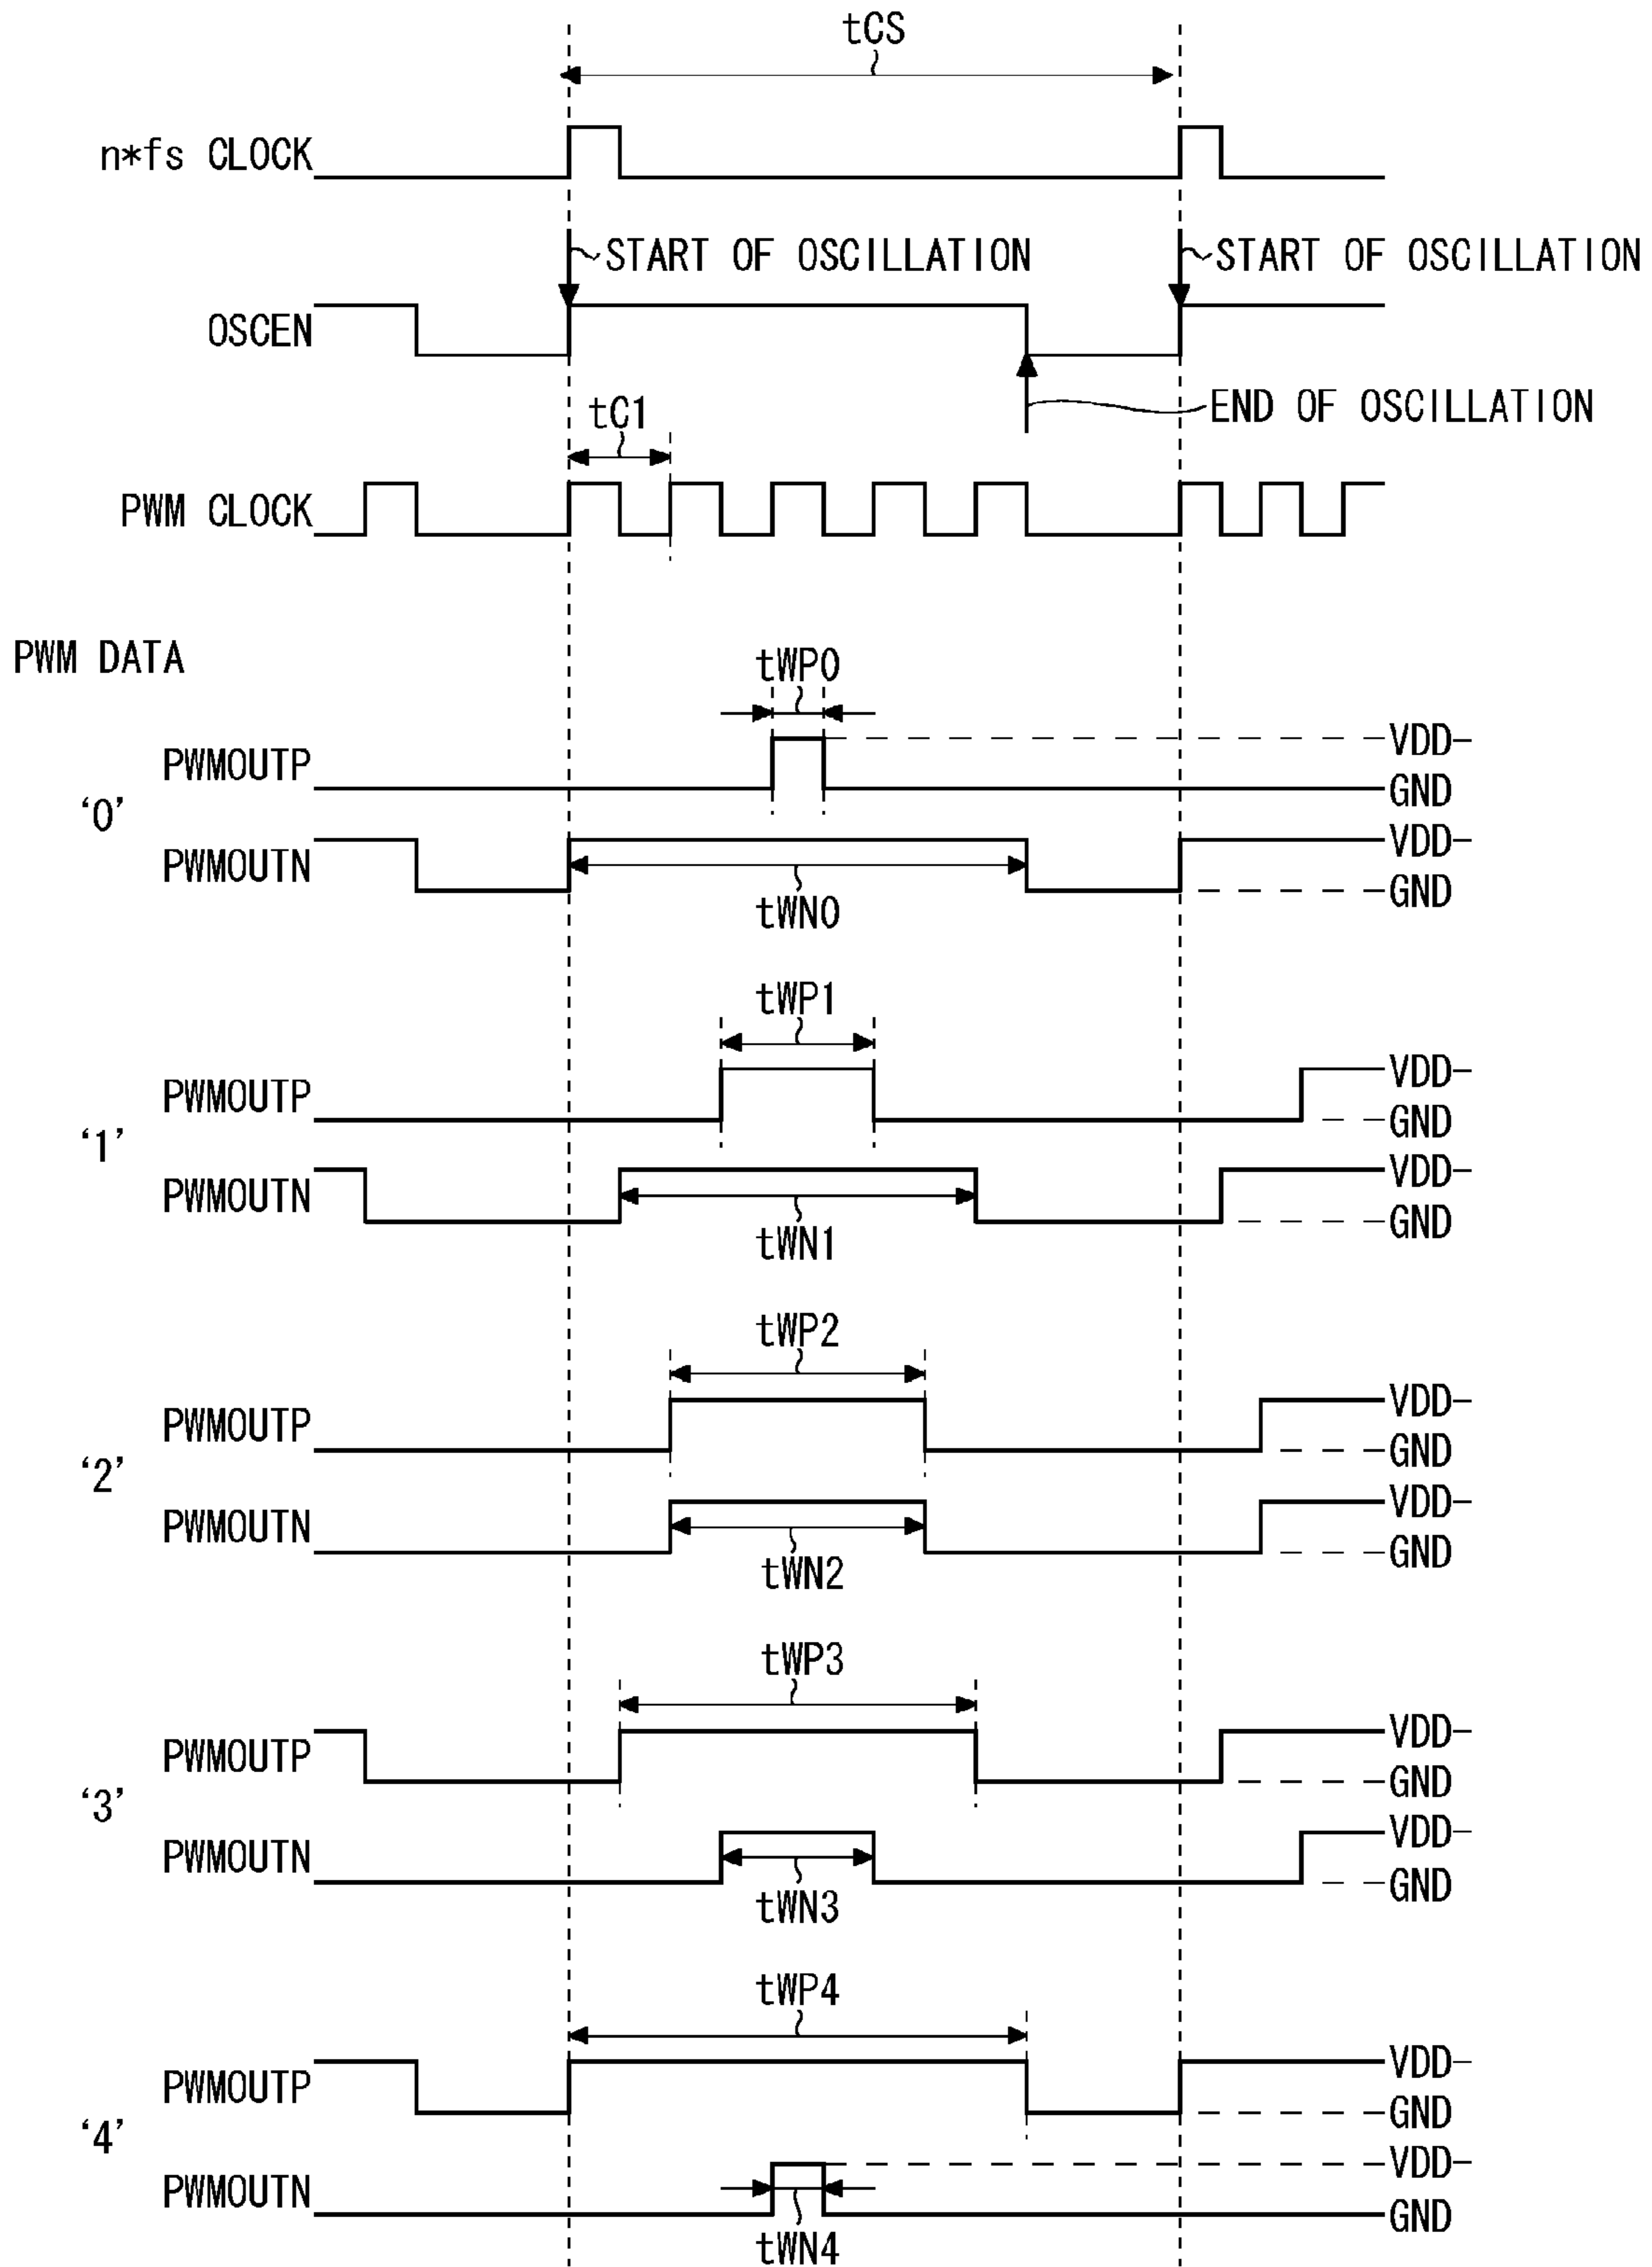 tCS
n*fs CLOCK
START OF OSCILLATION
START OF OSCILLATION
OSCEN
END OF OSCILLATION
tC1
PWM CLOCK
PWM DATA
tWP0
PWMOUTP
VDD-
GND
‘0’
PWMOUTN
VDD-
GND
tWN0
tWP1
PWMOUTP
VDD-
GND
‘1’
PWMOUTN
VDD-
GND
tWN1
tWP2
PWMOUTP
VDD-
GND
‘2’
PWMOUTN
VDD-
GND
tWN2
tWP3
PWMOUTP
VDD-
GND
‘3’
PWMOUTN
VDD-
GND
tWN3
tWP4
PWMOUTP
VDD-
GND
‘4’
PWMOUTN
VDD-
GND
tWN4